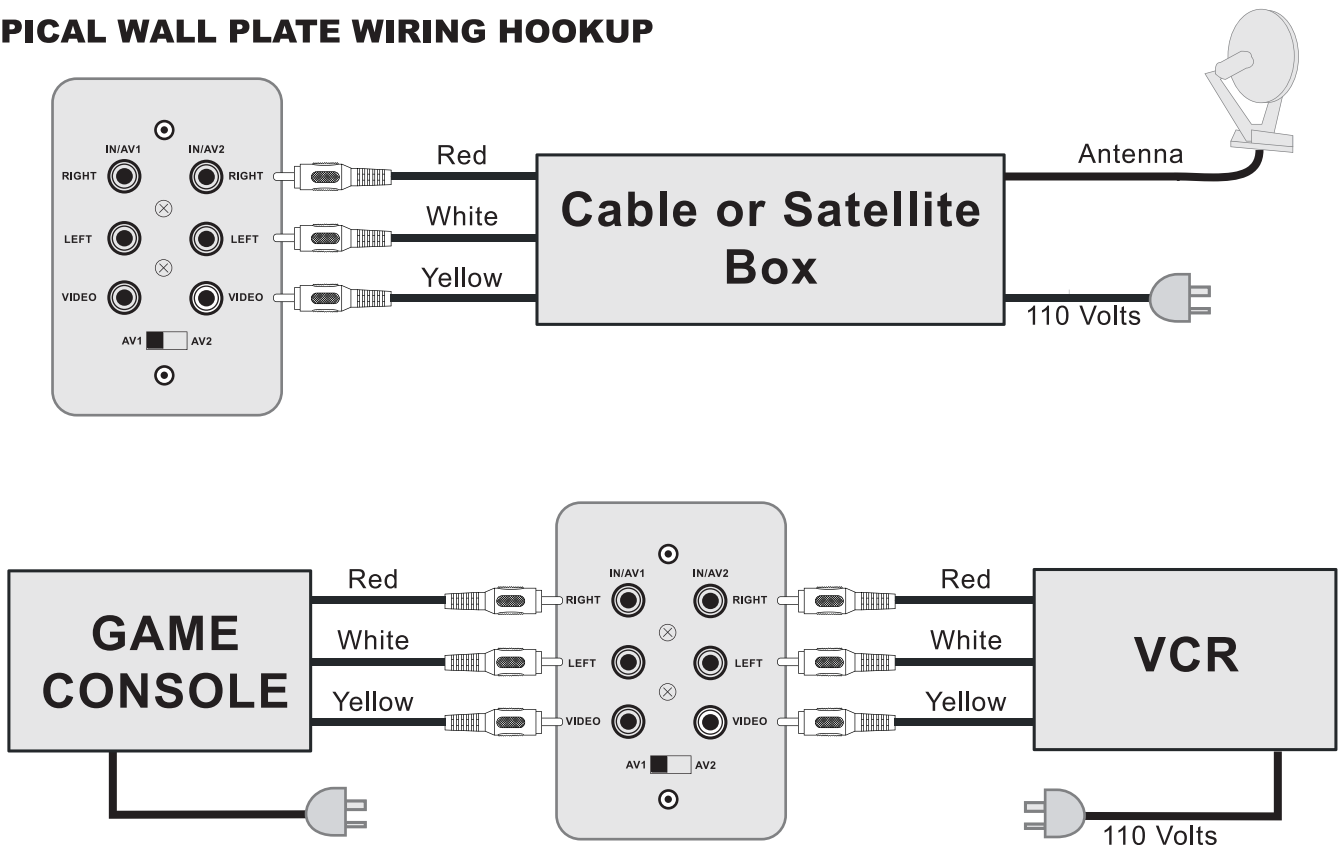 PICAL WALL PLATE WIRING HOOKUP
IN/AV1 IN/AV2
RIGHT RIGHT
LEFT LEFT
VIDEO VIDEO
AV1 AV2
Red
White
Yellow
Cable or Satellite
Box
Antenna
110 Volts
GAME
CONSOLE
Red
White
Yellow
IN/AV1 IN/AV2
RIGHT RIGHT
LEFT LEFT
VIDEO VIDEO
AV1 AV2
Red
White
Yellow
VCR
110 Volts